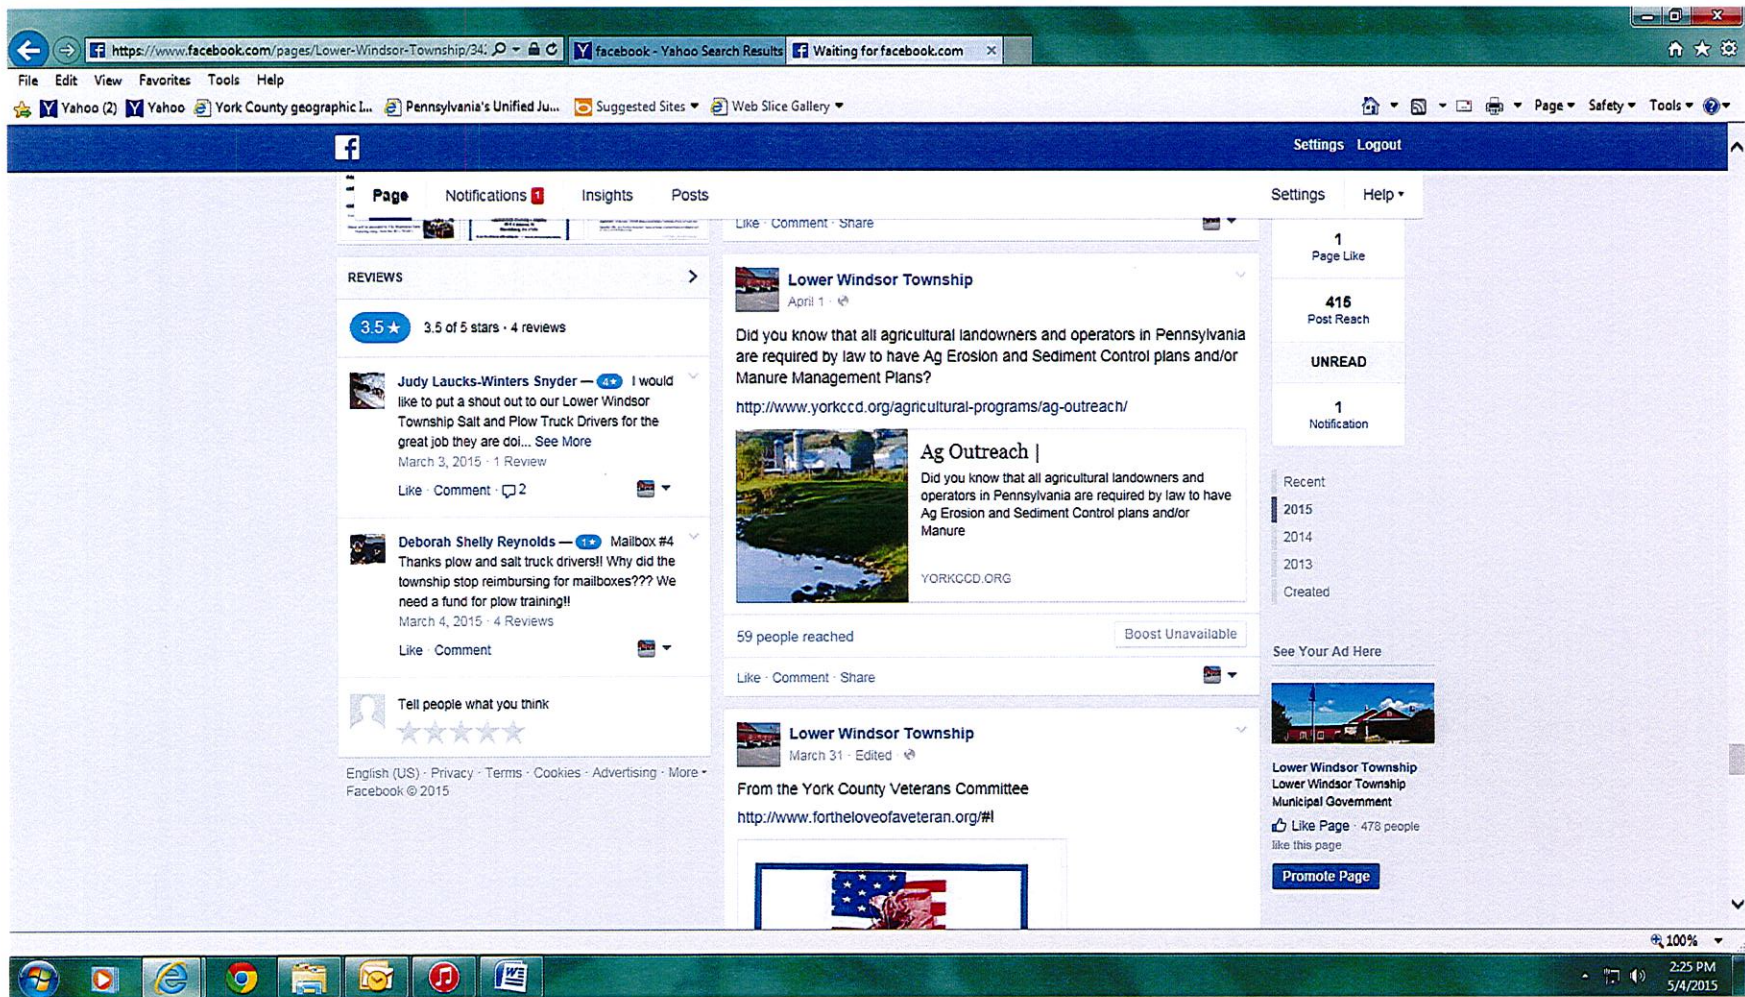 https://www.facebook.com/pages/Lower-Windsor-Township/34
facebook - Yahoo Search Results
Waiting for facebook.com
File Edit View Favorites Tools Help
Yahoo (2) Yahoo York County geographic I... Pennsylvania's Unified Ju... Suggested Sites Web Slice Gallery
Page Safety Tools
Settings Logout
Page Notifications 1 Insights Posts
Settings Help
REVIEWS
3.5★ 3.5 of 5 stars · 4 reviews
Judy Laucks-Winters Snyder — 4★ I would
like to put a shout out to our Lower Windsor
Township Salt and Plow Truck Drivers for the
great job they are doi... See More
March 3, 2015 · 1 Review
Like · Comment · 2
Deborah Shelly Reynolds — 1★ Mailbox #4
Thanks plow and salt truck drivers!! Why did the
township stop reimbursing for mailboxes??? We
need a fund for plow training!!
March 4, 2015 · 4 Reviews
Like · Comment
Tell people what you think
English (US) · Privacy · Terms · Cookies · Advertising · More
Facebook © 2015
Like · Comment · Share
Lower Windsor Township
April 1
Did you know that all agricultural landowners and operators in Pennsylvania
are required by law to have Ag Erosion and Sediment Control plans and/or
Manure Management Plans?
http://www.yorkccd.org/agricultural-programs/ag-outreach/
Ag Outreach |
Did you know that all agricultural landowners and
operators in Pennsylvania are required by law to have
Ag Erosion and Sediment Control plans and/or
Manure
YORKCCD.ORG
59 people reached
Boost Unavailable
Like · Comment · Share
Lower Windsor Township
March 31 · Edited
From the York County Veterans Committee
http://www.fortheloveofaveteran.org/#!
1
Page Like
415
Post Reach
UNREAD
1
Notification
Recent
2015
2014
2013
Created
See Your Ad Here
Lower Windsor Township
Lower Windsor Township
Municipal Government
Like Page · 478 people
like this page
Promote Page
100%
2:25 PM
5/4/2015